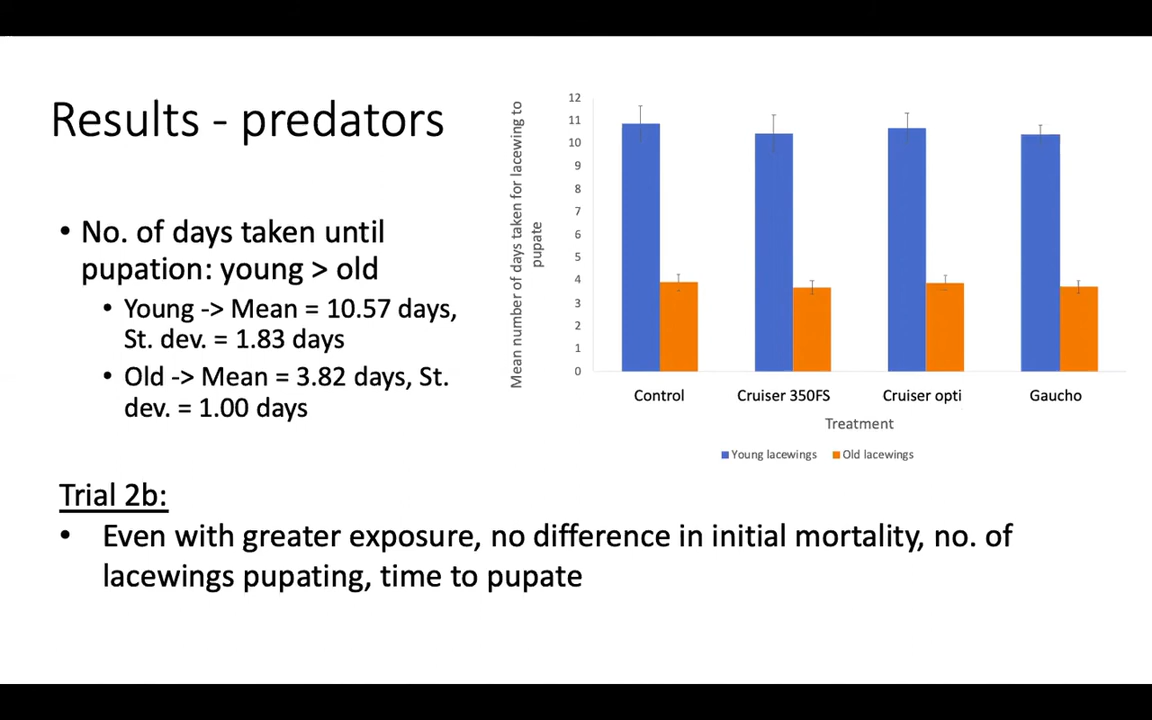 Results - predators
• No. of days taken until
pupation: young > old
• Young -> Mean = 10.57 days,
St. dev. = 1.83 days
• Old -> Mean = 3.82 days, St.
dev. = 1.00 days
Mean number of days taken for lacewing to
pupate
12
11
10
9
8
7
6
5
4
3
2
1
0
Control Cruiser 350FS Cruiser opti Gaucho
Treatment
Young lacewings Old lacewings
Trial 2b:
• Even with greater exposure, no difference in initial mortality, no. of
lacewings pupating, time to pupate